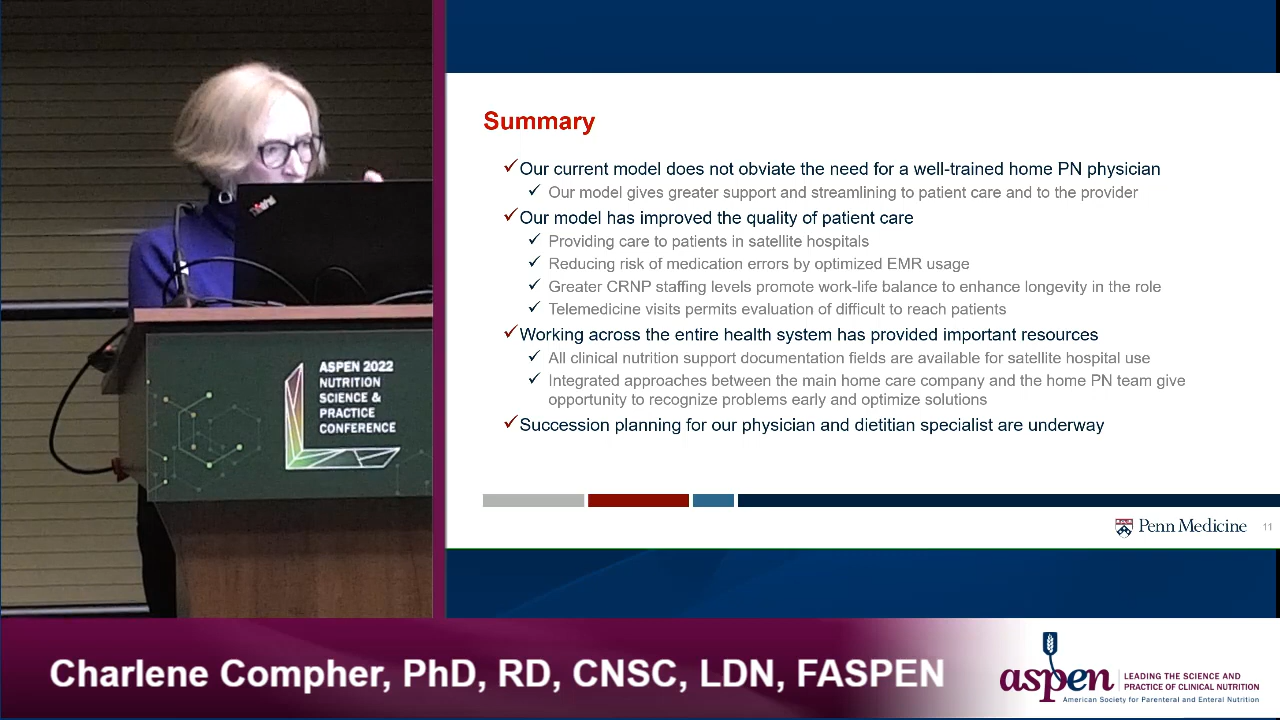 Summary
Our current model does not obviate the need for a well-trained home PN physician
Our model gives greater support and streamlining to patient care and to the provider
Our model has improved the quality of patient care
Providing care to patients in satellite hospitals
Reducing risk of medication errors by optimized EMR usage
Greater CRNP staffing levels promote work-life balance to enhance longevity in the role
Telemedicine visits permits evaluation of difficult to reach patients
Working across the entire health system has provided important resources
All clinical nutrition support documentation fields are available for satellite hospital use
Integrated approaches between the main home care company and the home PN team give
opportunity to recognize problems early and optimize solutions
Succession planning for our physician and dietitian specialist are underway
Penn Medicine
11
ASPEN 2022
NUTRITION
SCIENCE &
PRACTICE
CONFERENCE
Charlene Compher, PhD, RD, CNSC, LDN, FASPEN
aspen
LEADING THE SCIENCE AND
PRACTICE OF CLINICAL NUTRITION
American Society for Parenteral and Enteral Nutrition